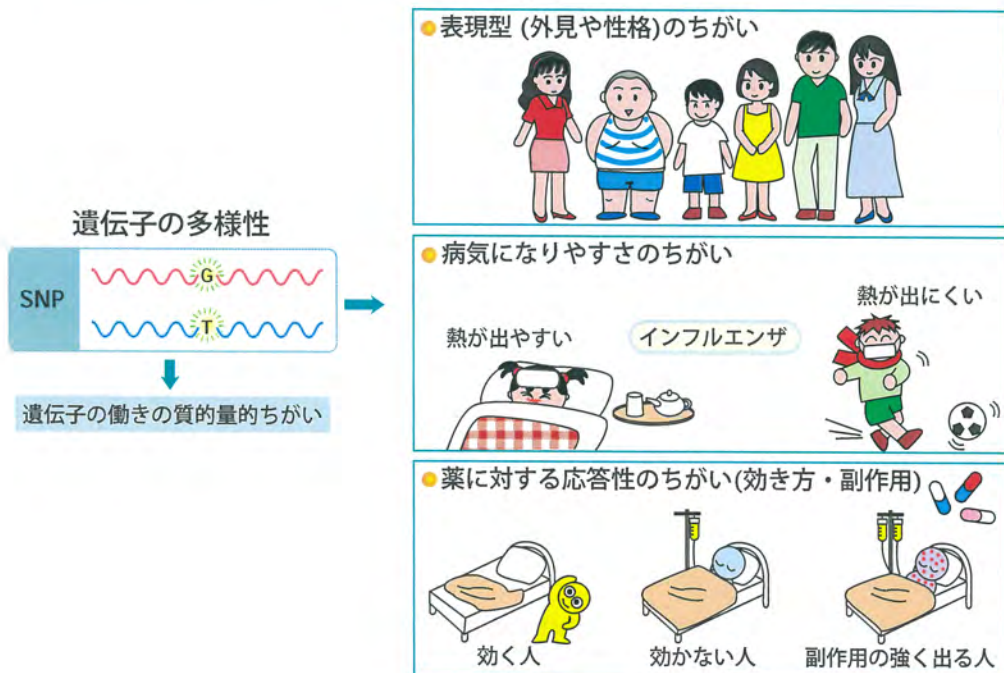 遺伝子の多様性
SNP
G
T
遺伝子の働きの質的量的ちがい
●表現型 (外見や性格)のちがい
●病気になりやすさのちがい
熱が出やすい
インフルエンザ
熱が出にくい
●薬に対する応答性のちがい(効き方・副作用)
効く人
効かない人
副作用の強く出る人